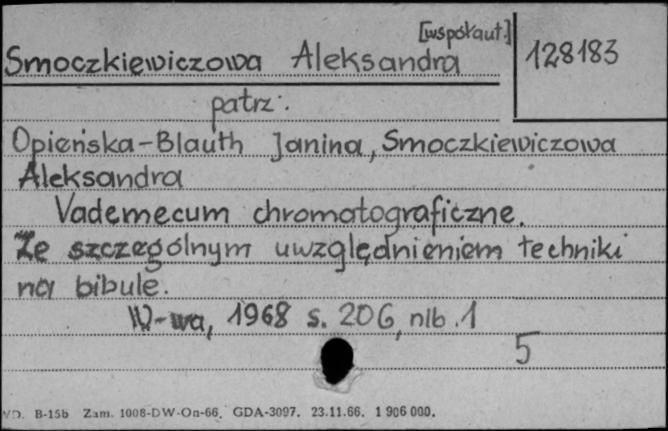 [współaut.]
Smoczkiewiczowa Aleksandra
128183
patrz:
Opieńska-Blauth Janina, Smoczkiewiczowa
Aleksandra
Vademecum chromatograficzne.
Ze szczególnym uwzględnieniem techniki
na bibule.
W-wa, 1968 s. 206, nlb. 1
5
B-15b Zam. 1008-DW-On-66. GDA-3097. 23.11.66. 1 906 000.